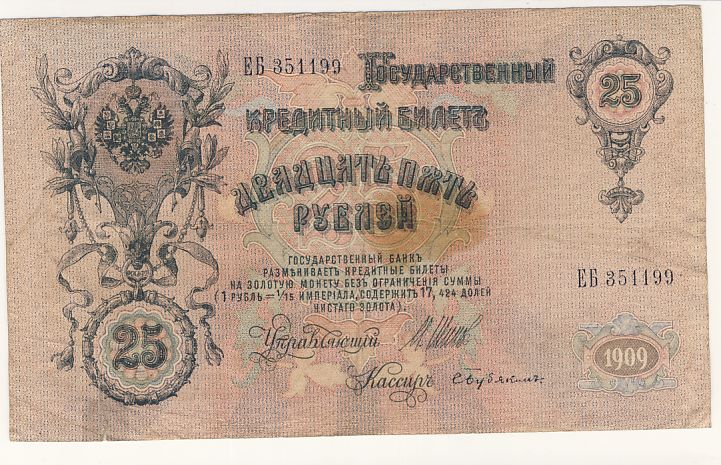 ЕБ 351199
Государственный
25
Кредитный Билетъ
Двадцать пять
рублей
ГОСУДАРСТВЕННЫЙ БАНКЪ
РАЗМѢНИВАЕТЪ КРЕДИТНЫЕ БИЛЕТЫ
НА ЗОЛОТУЮ МОНЕТУ БЕЗЪ ОГРАНИЧЕНІЯ СУММЫ
(1 РУБЛЬ = 1/15 ИМПЕРІАЛА, СОДЕРЖИТЪ 17,424 ДОЛЕЙ
ЧИСТАГО ЗОЛОТА).
ЕБ 351199
25
Управляющій
Кассиръ
1909